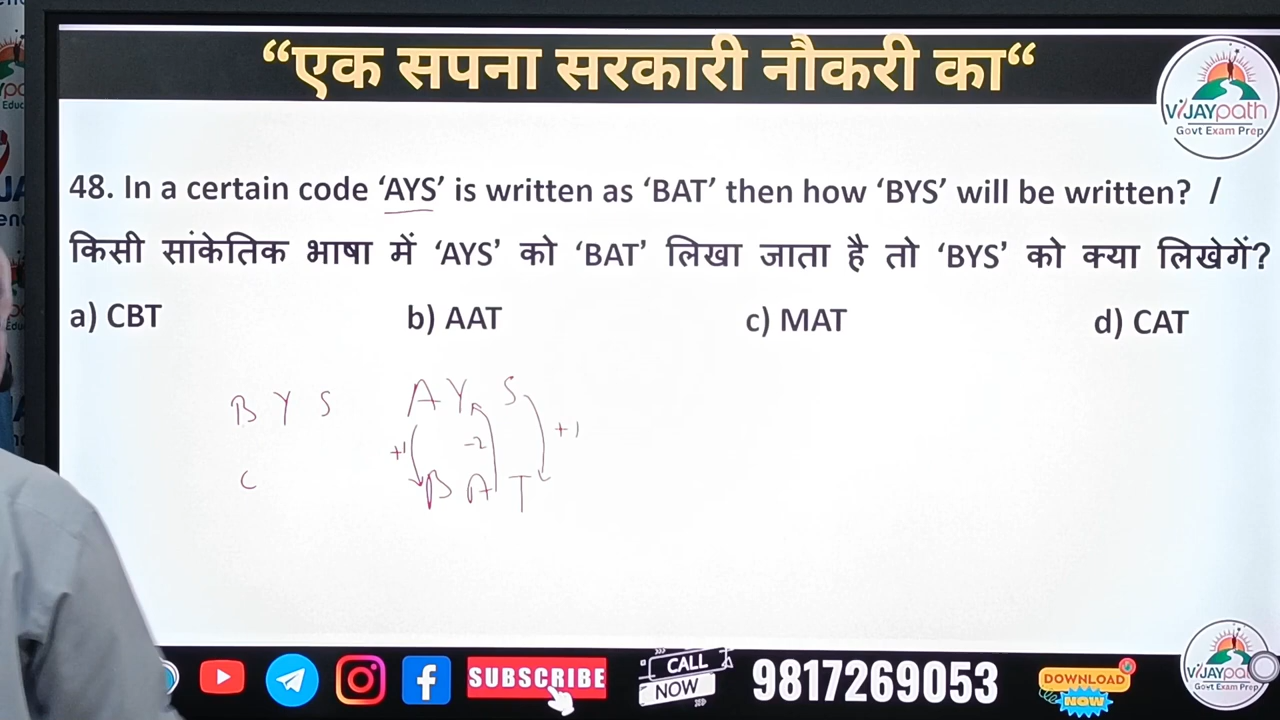 “एक सपना सरकारी नौकरी का“
ViJAYpath
Govt Exam Prep
48. In a certain code ‘AYS’ is written as ‘BAT’ then how ‘BYS’ will be written? /
किसी सांकेतिक भाषा में ‘AYS’ को ‘BAT’ लिखा जाता है तो ‘BYS’ को क्या लिखेगें?
a) CBT b) AAT c) MAT d) CAT
B Y S A Y S
+1 -2 +1
C B A T
SUBSCRIBE
CALL NOW
9817269053
DOWNLOAD NOW
ViJAYpath
Govt Exam Prep